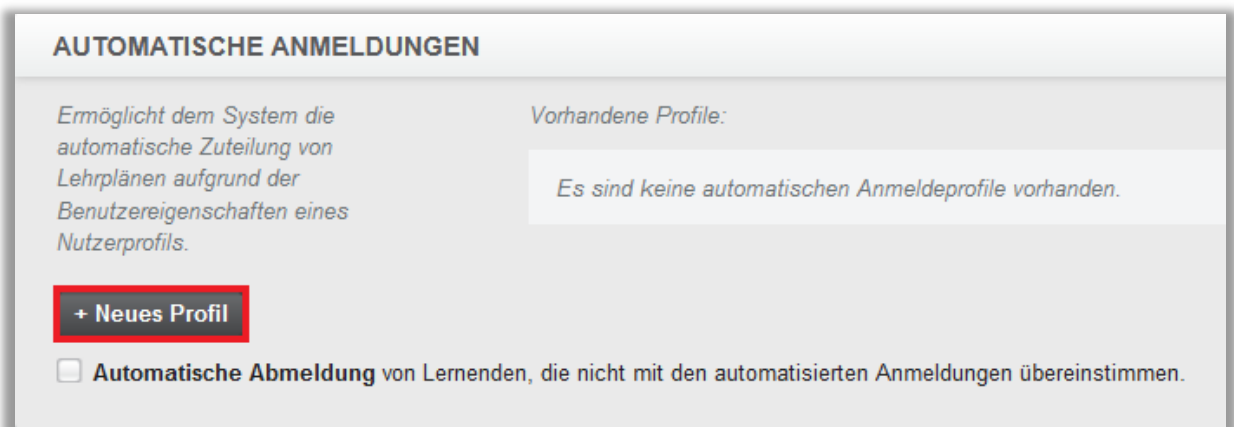 AUTOMATISCHE ANMELDUNGEN
Ermöglicht dem System die
automatische Zuteilung von
Lehrplänen aufgrund der
Benutzereigenschaften eines
Nutzerprofils.
Vorhandene Profile:
Es sind keine automatischen Anmeldeprofile vorhanden.
+ Neues Profil
Automatische Abmeldung von Lernenden, die nicht mit den automatisierten Anmeldungen übereinstimmen.